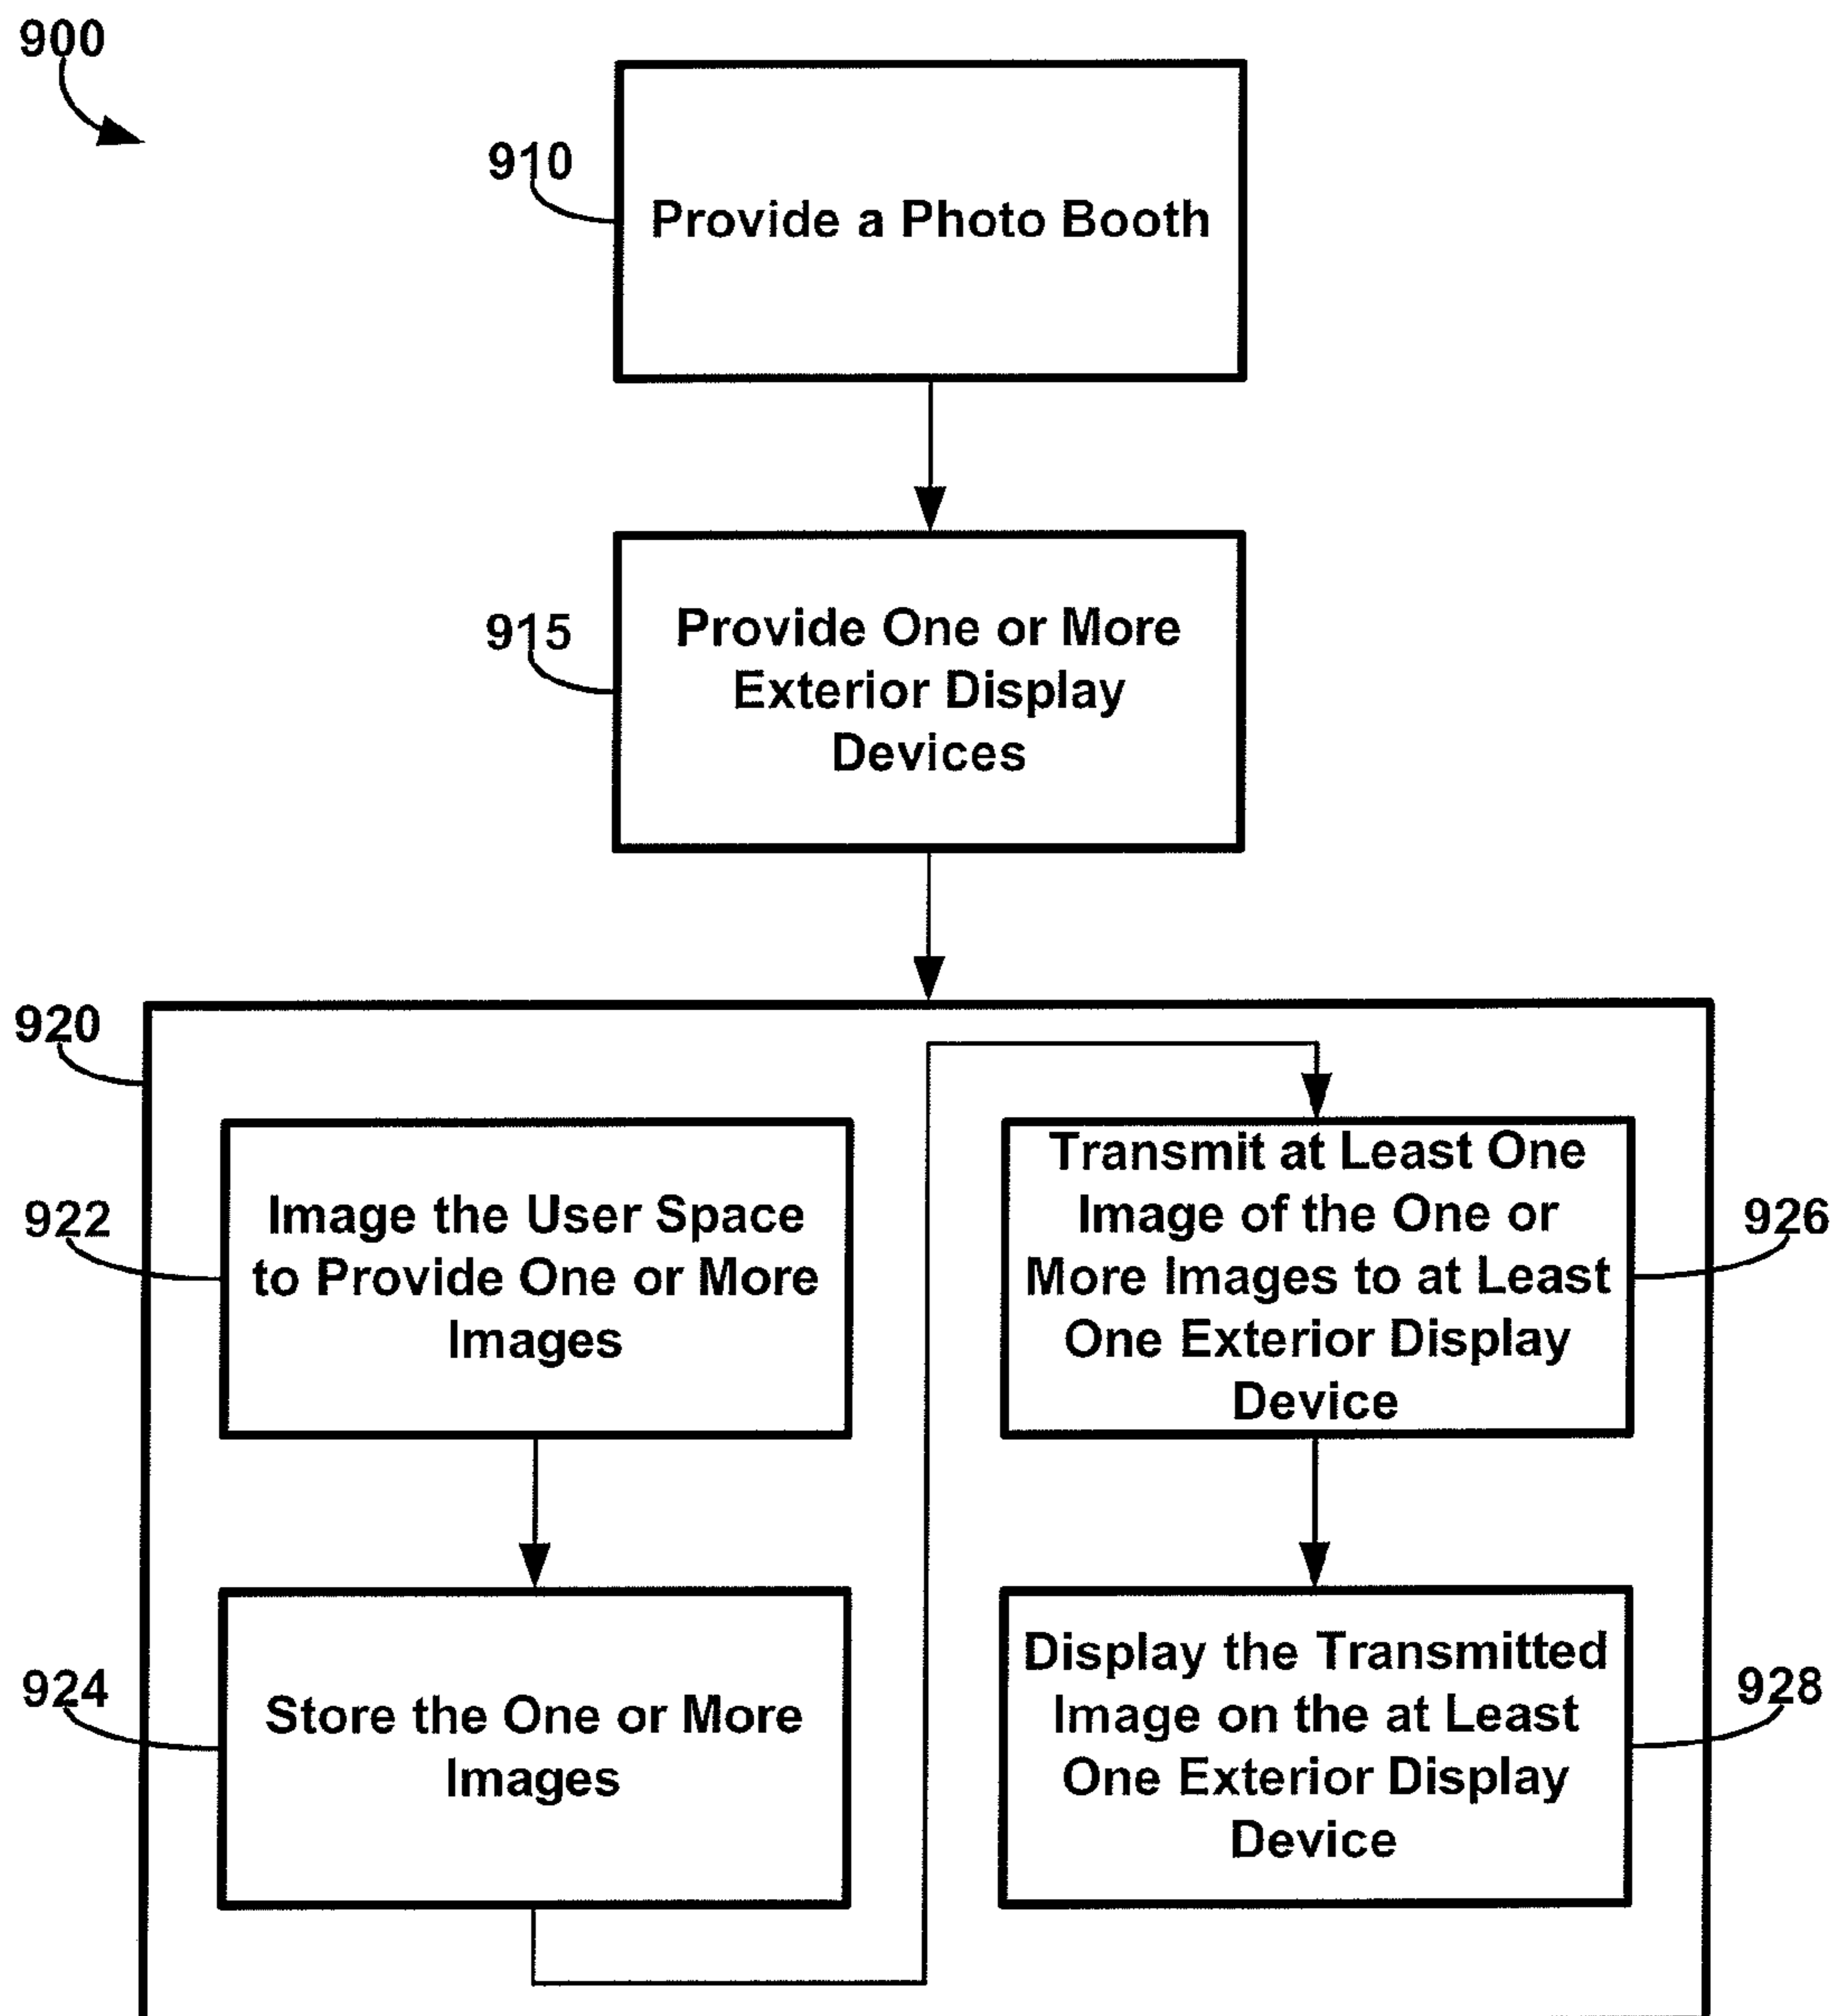 900
910
Provide a Photo Booth
915
Provide One or More
Exterior Display
Devices
920
922
Image the User Space
to Provide One or More
Images
924
Store the One or More
Images
Transmit at Least One
Image of the One or
More Images to at Least
One Exterior Display
Device
926
Display the Transmitted
Image on the at Least
One Exterior Display
Device
928